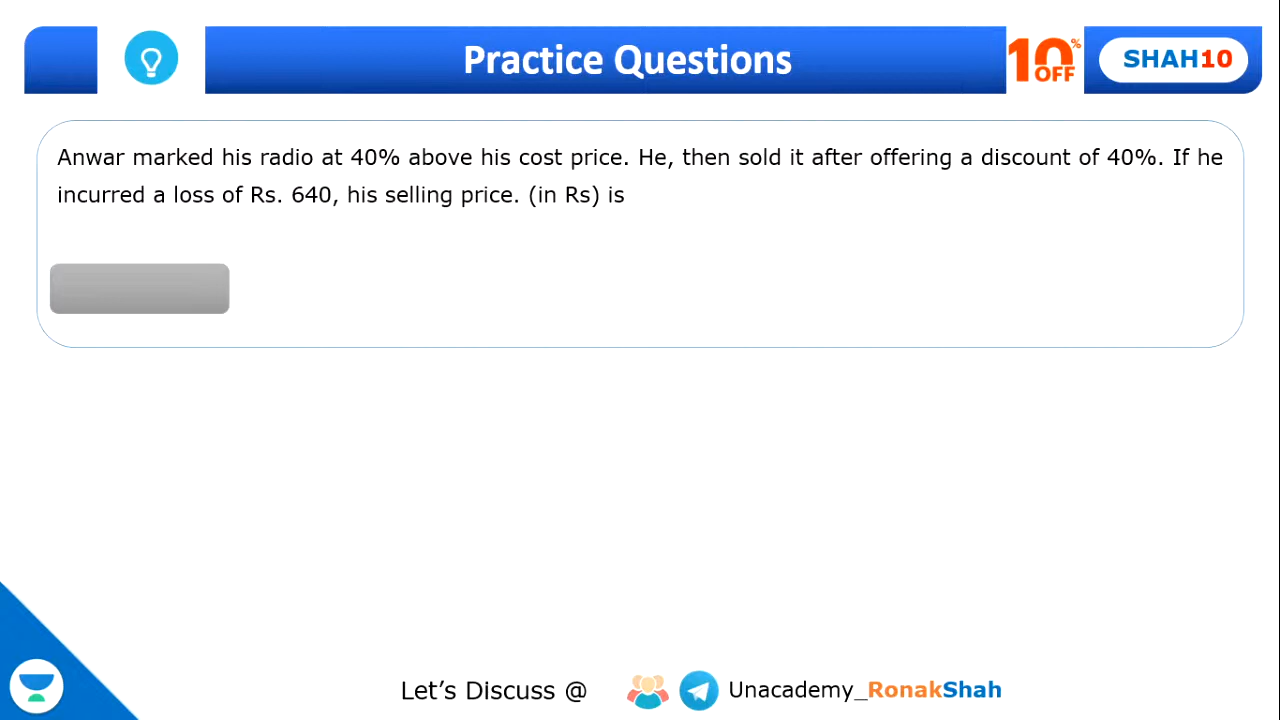 Practice Questions
10% OFF
SHAH10
Anwar marked his radio at 40% above his cost price. He, then sold it after offering a discount of 40%. If he
incurred a loss of Rs. 640, his selling price. (in Rs) is
Let’s Discuss @
Unacademy_RonakShah